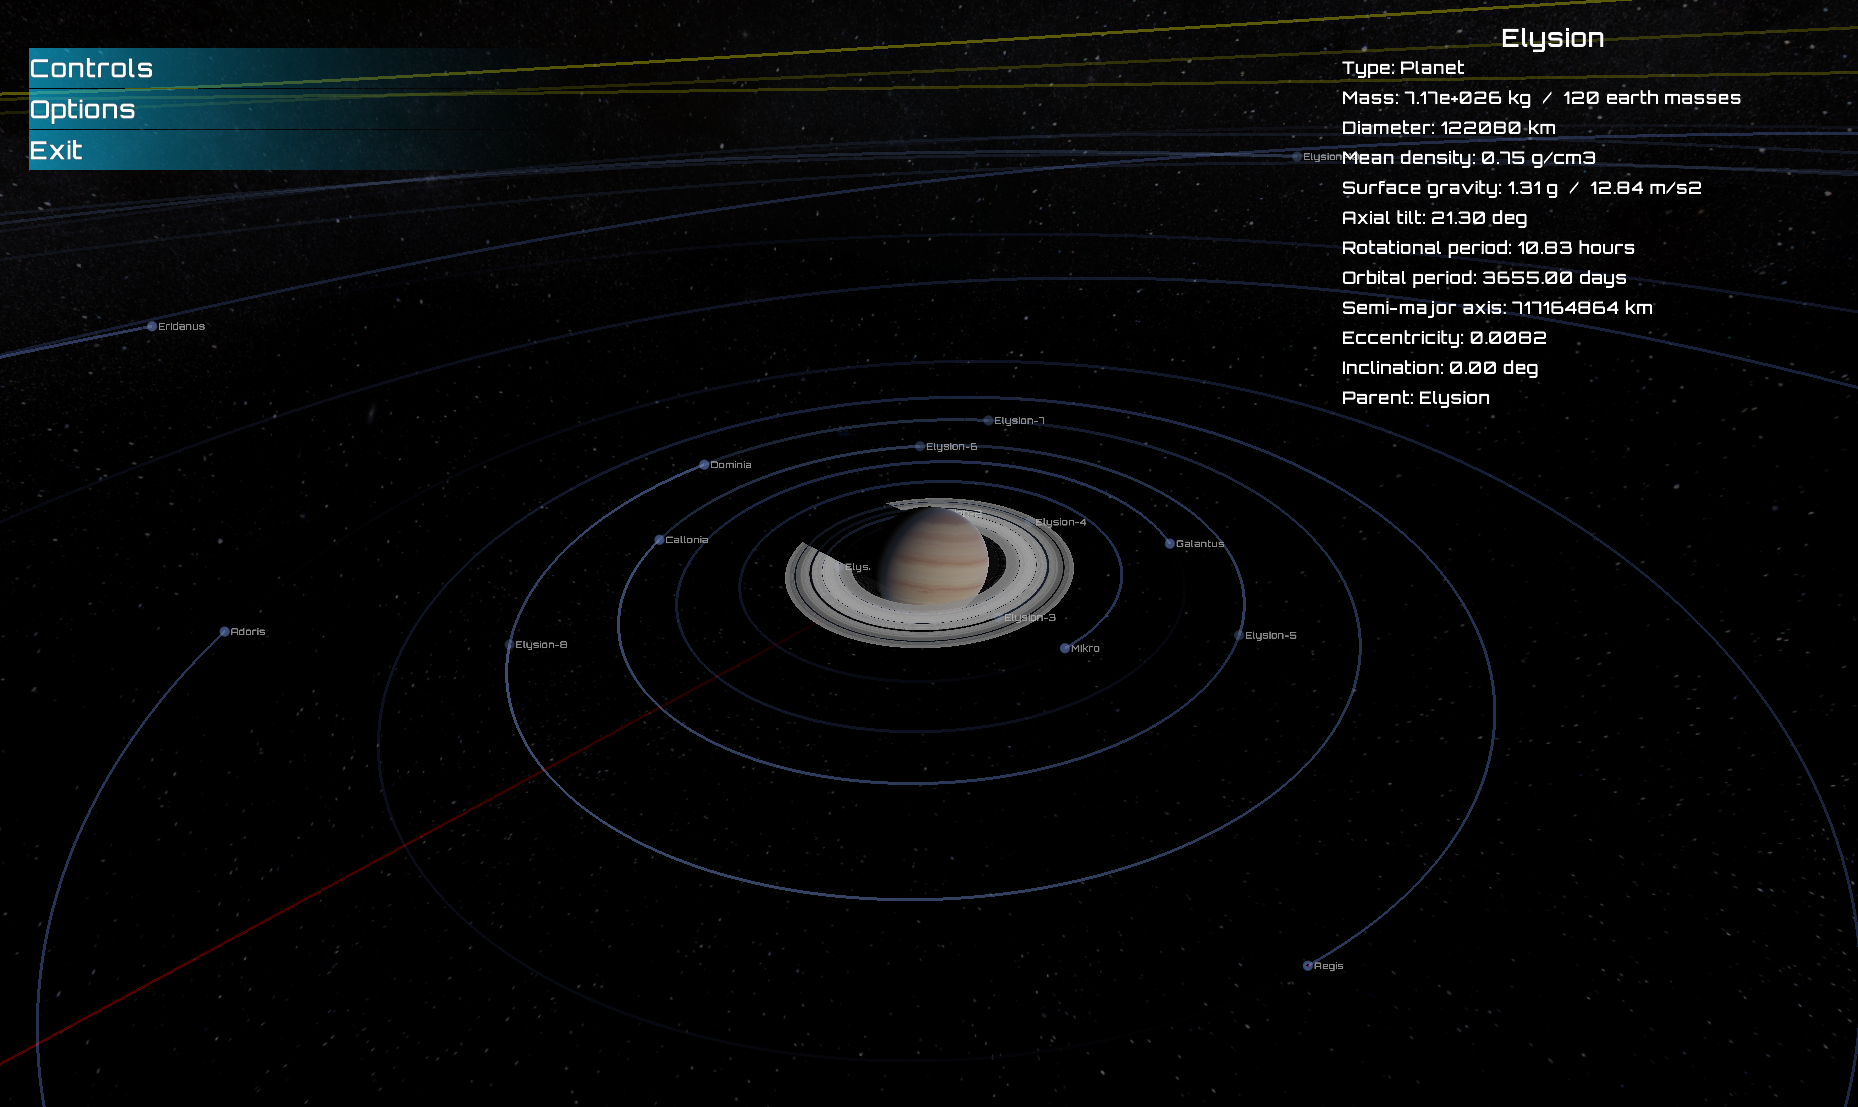 Controls
Options
Exit
Elysion
Type: Planet
Mass: 7.17e+026 kg / 120 earth masses
Diameter: 122080 km
Mean density: 0.75 g/cm3
Surface gravity: 1.31 g / 12.84 m/s2
Axial tilt: 21.30 deg
Rotational period: 10.83 hours
Orbital period: 3655.00 days
Semi-major axis: 717164864 km
Eccentricity: 0.0082
Inclination: 0.00 deg
Parent: Elysion
Elysion
Eridanus
Elysion-7
Elysion-6
Dominia
Elysion-4
Callonia
Galantus
Elys.
Elysion-3
Adoris
Elysion-5
Elysion-8
Mikro
Aegis